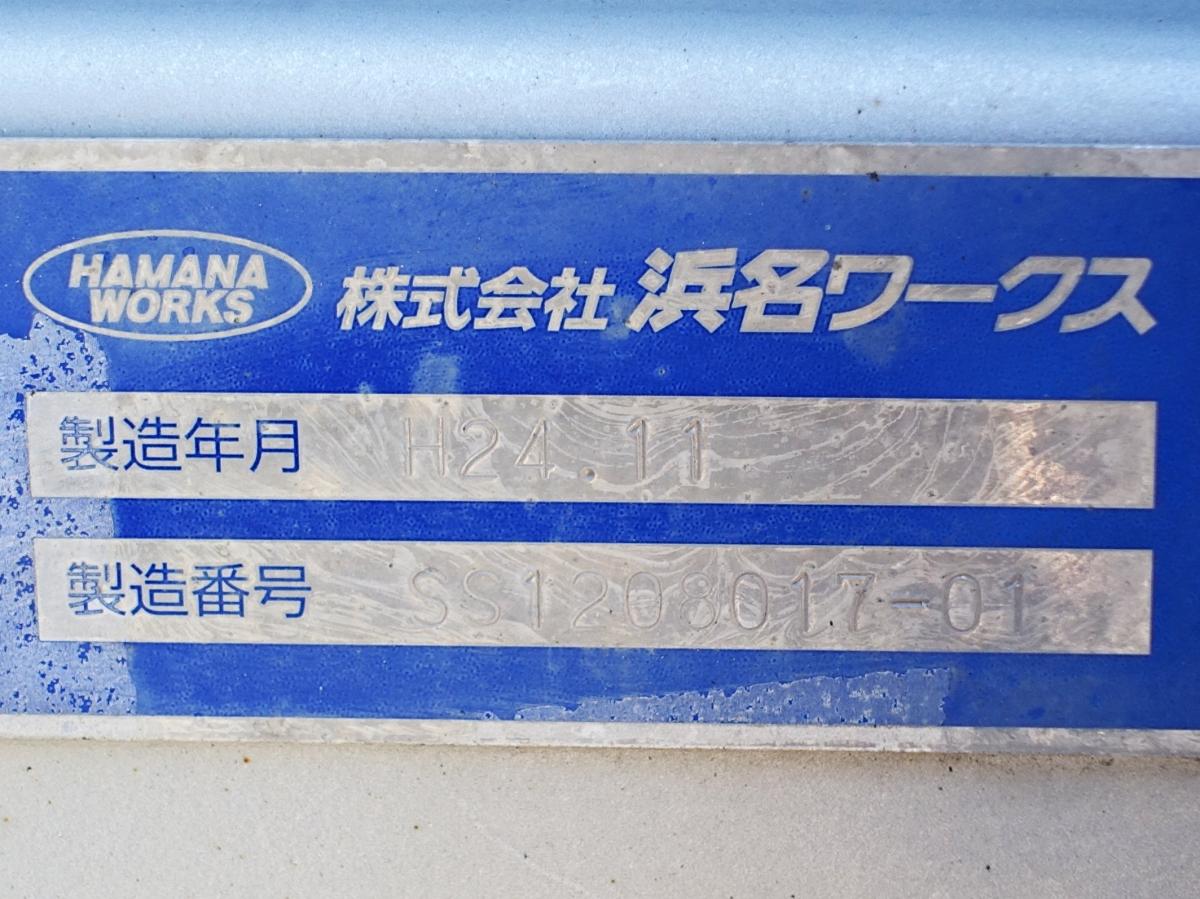 HAMANA
WORKS
株式会社 浜名ワークス
製造年月 H24.11
製造番号 SS1208017-01